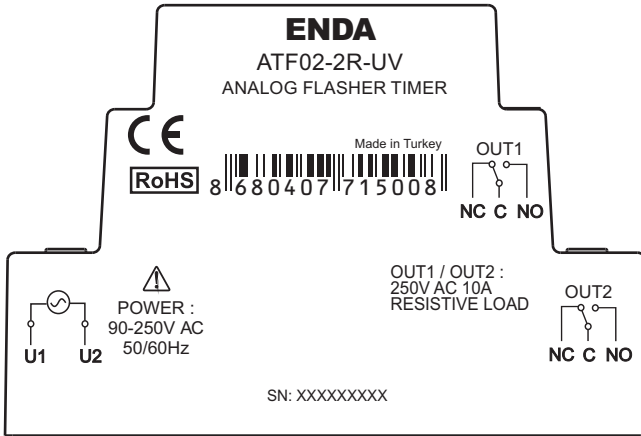 ENDA
ATF02-2R-UV
ANALOG FLASHER TIMER
CE
Made in Turkey
RoHS
8 680407 715008
OUT1
NC C NO
POWER :
90-250V AC
50/60Hz
U1 U2
OUT1 / OUT2 :
250V AC 10A
RESISTIVE LOAD
OUT2
NC C NO
SN: XXXXXXXXX